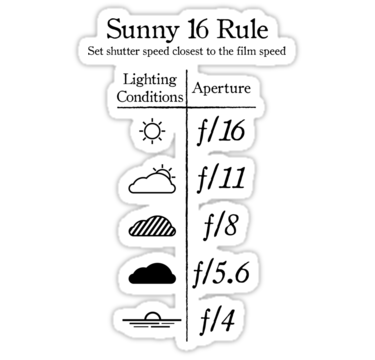 Sunny 16 Rule
Set shutter speed closest to the film speed
Lighting Conditions Aperture
f/16
f/11
f/8
f/5.6
f/4